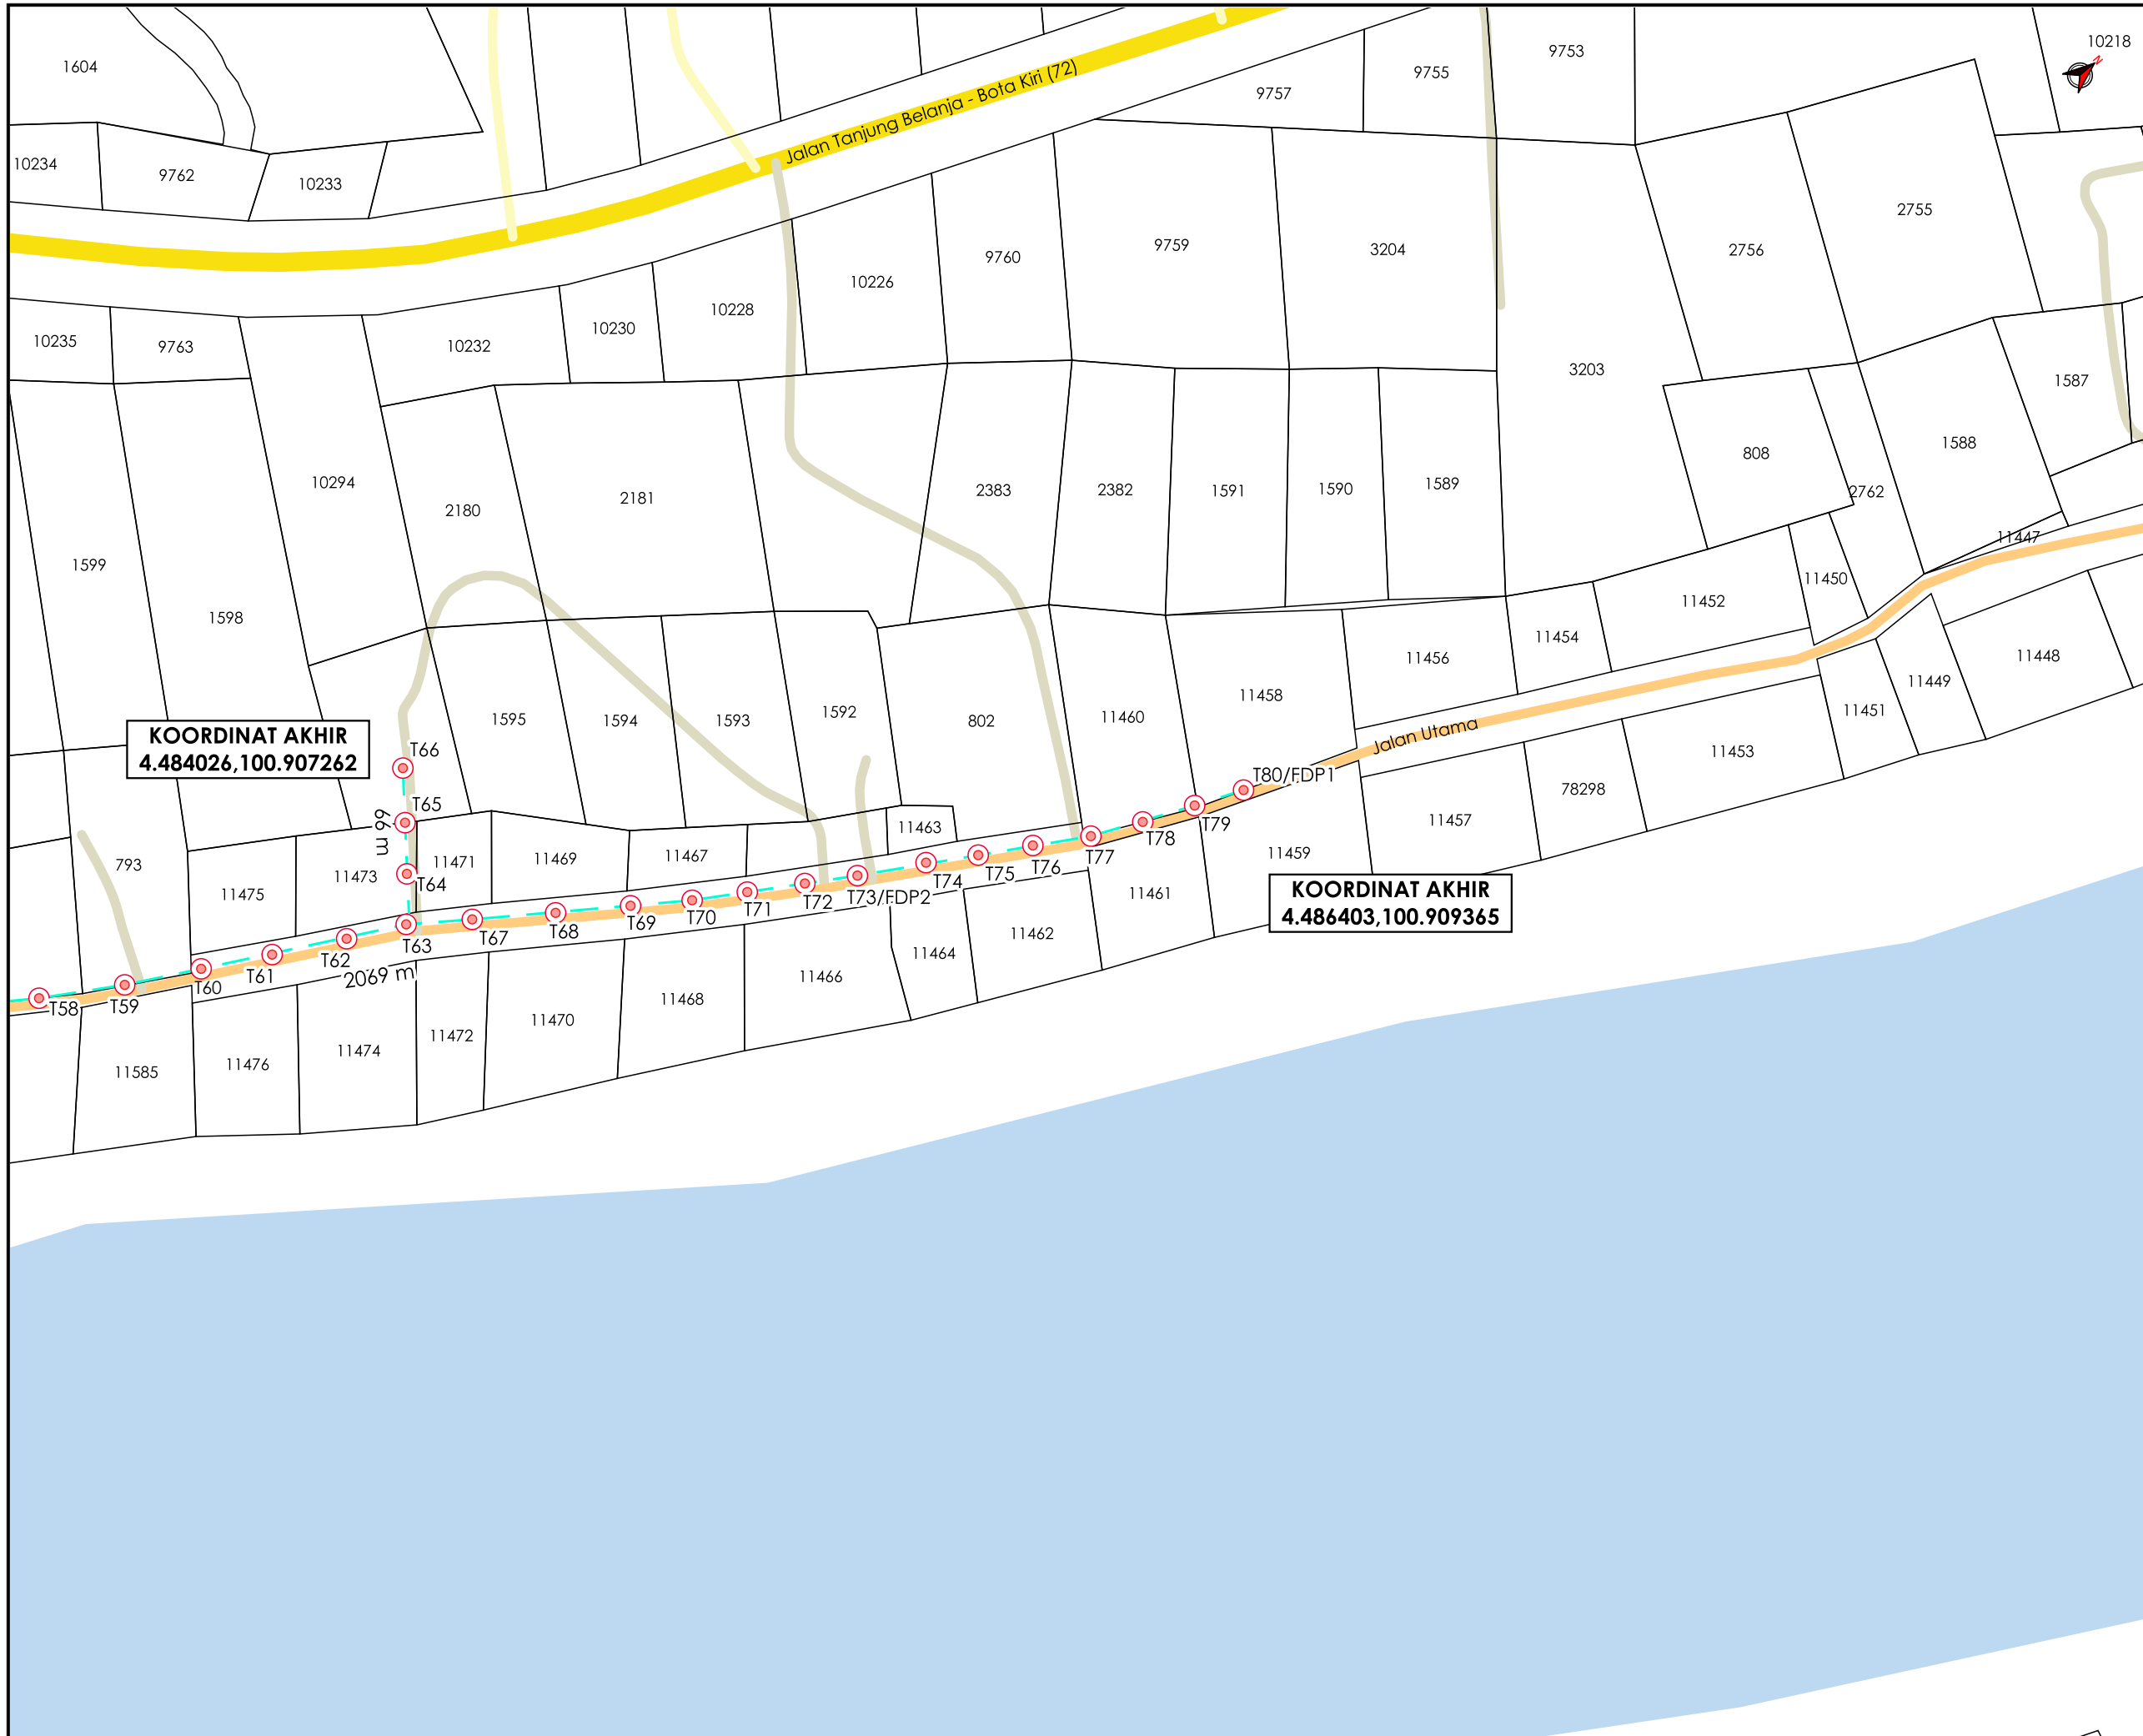 10218
9753
1604
9755
N
Jalan Tanjung Belanja - Bota Kiri (72)
9757
10234
9762
10233
2755
9759
3204
2756
9760
10226
10228
10230
10235
9763
10232
3203
1587
1588
808
10294
2383
2382
1591
1590
1589
2762
2181
2180
11447
1599
11450
11452
1598
11454
11448
11456
11449
11458
11451
1592
11460
1595
1594
1593
802
Jalan Utama
11453
KOORDINAT AKHIR
4.484026,100.907262
T66
T80/FDP1
78298
T65
69 m
11457
T79
11463
T78
T77
11459
793
11471
11469
11467
T76
T75
11473
T64
T74
11475
T73/FDP2
11461
KOORDINAT AKHIR
4.486403,100.909365
T72
T71
T70
T69
T68
T67
T63
11462
T62
11464
T61
2069 m
11466
T60
T59
T58
11468
11470
11472
11474
11476
11585